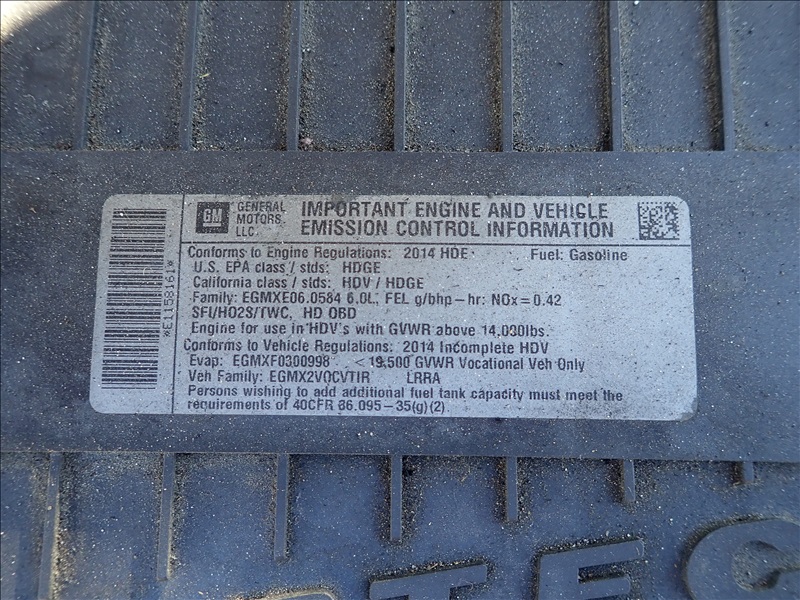 GM GENERAL MOTORS LLC. IMPORTANT ENGINE AND VEHICLE EMISSION CONTROL INFORMATION
Conforms to Engine Regulations: 2014 HDE Fuel: Gasoline
U.S. EPA class / stds: HDGE
California class / stds: HDV / HDGE
Family: EGMXE06.0584 6.0L, FEL g/bhp-hr: NOx = 0.42
SFI/HO2S/TWC, HD OBD
Engine for use in HDV's with GVWR above 14,000lbs.
Conforms to Vehicle Regulations: 2014 Incomplete HDV
Evap: EGMXF0300998 < 19,500 GVWR Vocational Veh Only
Veh Family: EGMX2VOCVTIR LRRA
Persons wishing to add additional fuel tank capacity must meet the
requirements of 40CFR 86.095-35(g)(2).
*E1158161*